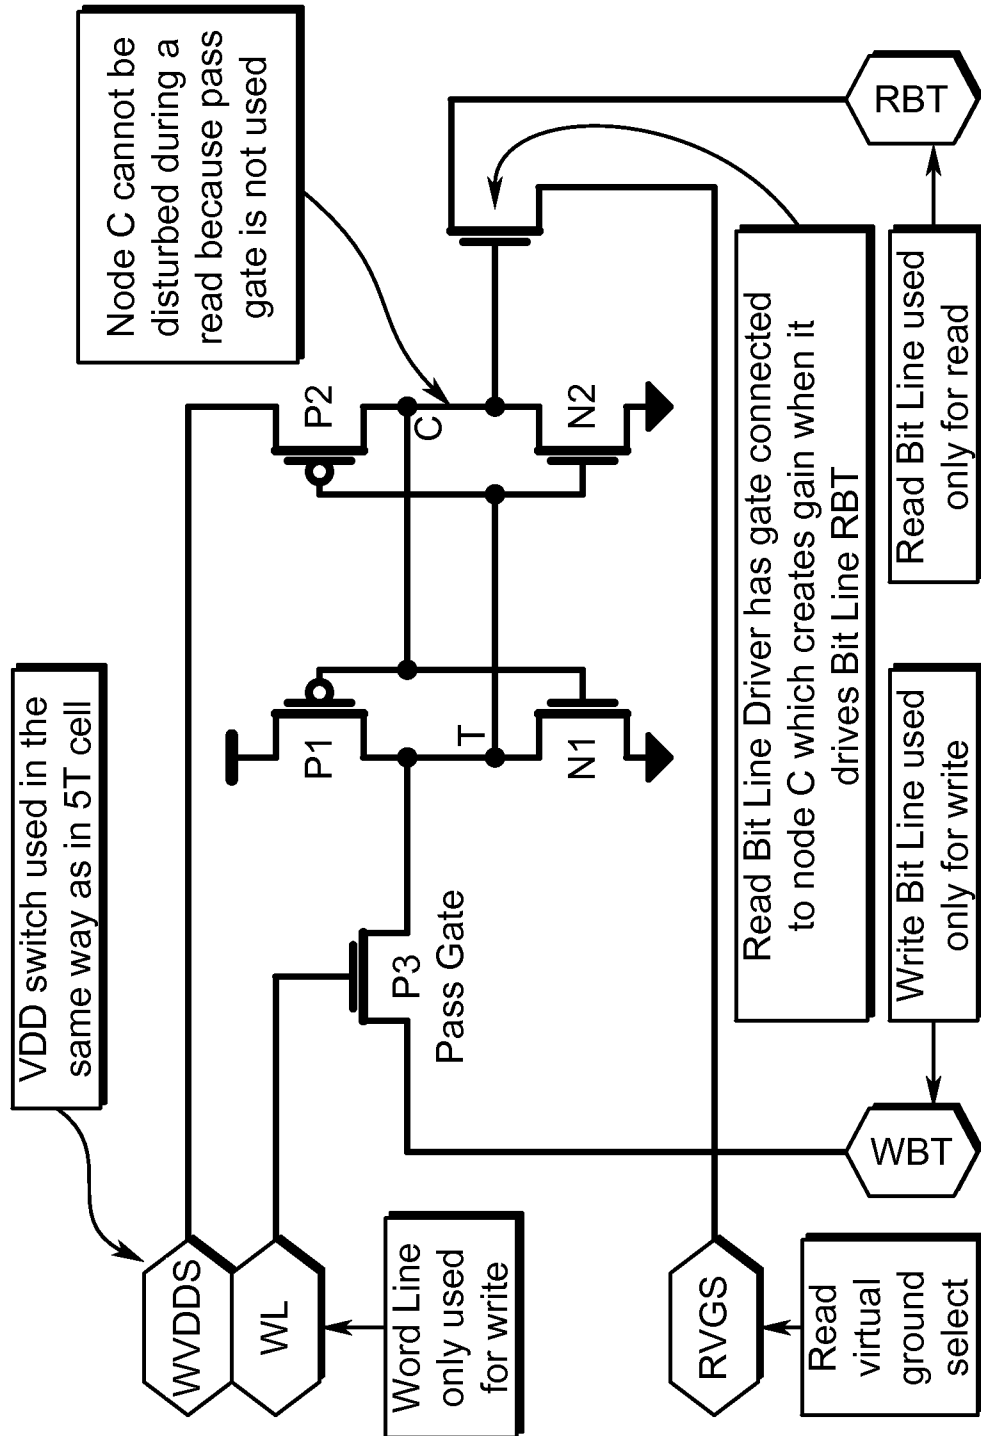 VDD switch used in the
same way as in 5T cell
Node C cannot be
disturbed during a
read because pass
gate is not used
WVDDS
WL
Word Line
only used
for write
P1
P2
P3
Pass Gate
T
C
N1
N2
RVGS
Read
virtual
ground
select
Read Bit Line Driver has gate connected
to node C which creates gain when it
drives Bit Line RBT
WBT
Write Bit Line used
only for write
Read Bit Line used
only for read
RBT